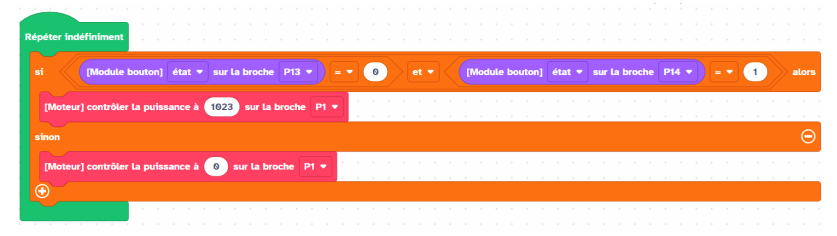 Répéter indéfiniment
si [Module bouton] état sur la broche P13 = 0 et [Module bouton] état sur la broche P14 = 1 alors
[Moteur] contrôler la puissance à 1023 sur la broche P1
sinon
[Moteur] contrôler la puissance à 0 sur la broche P1